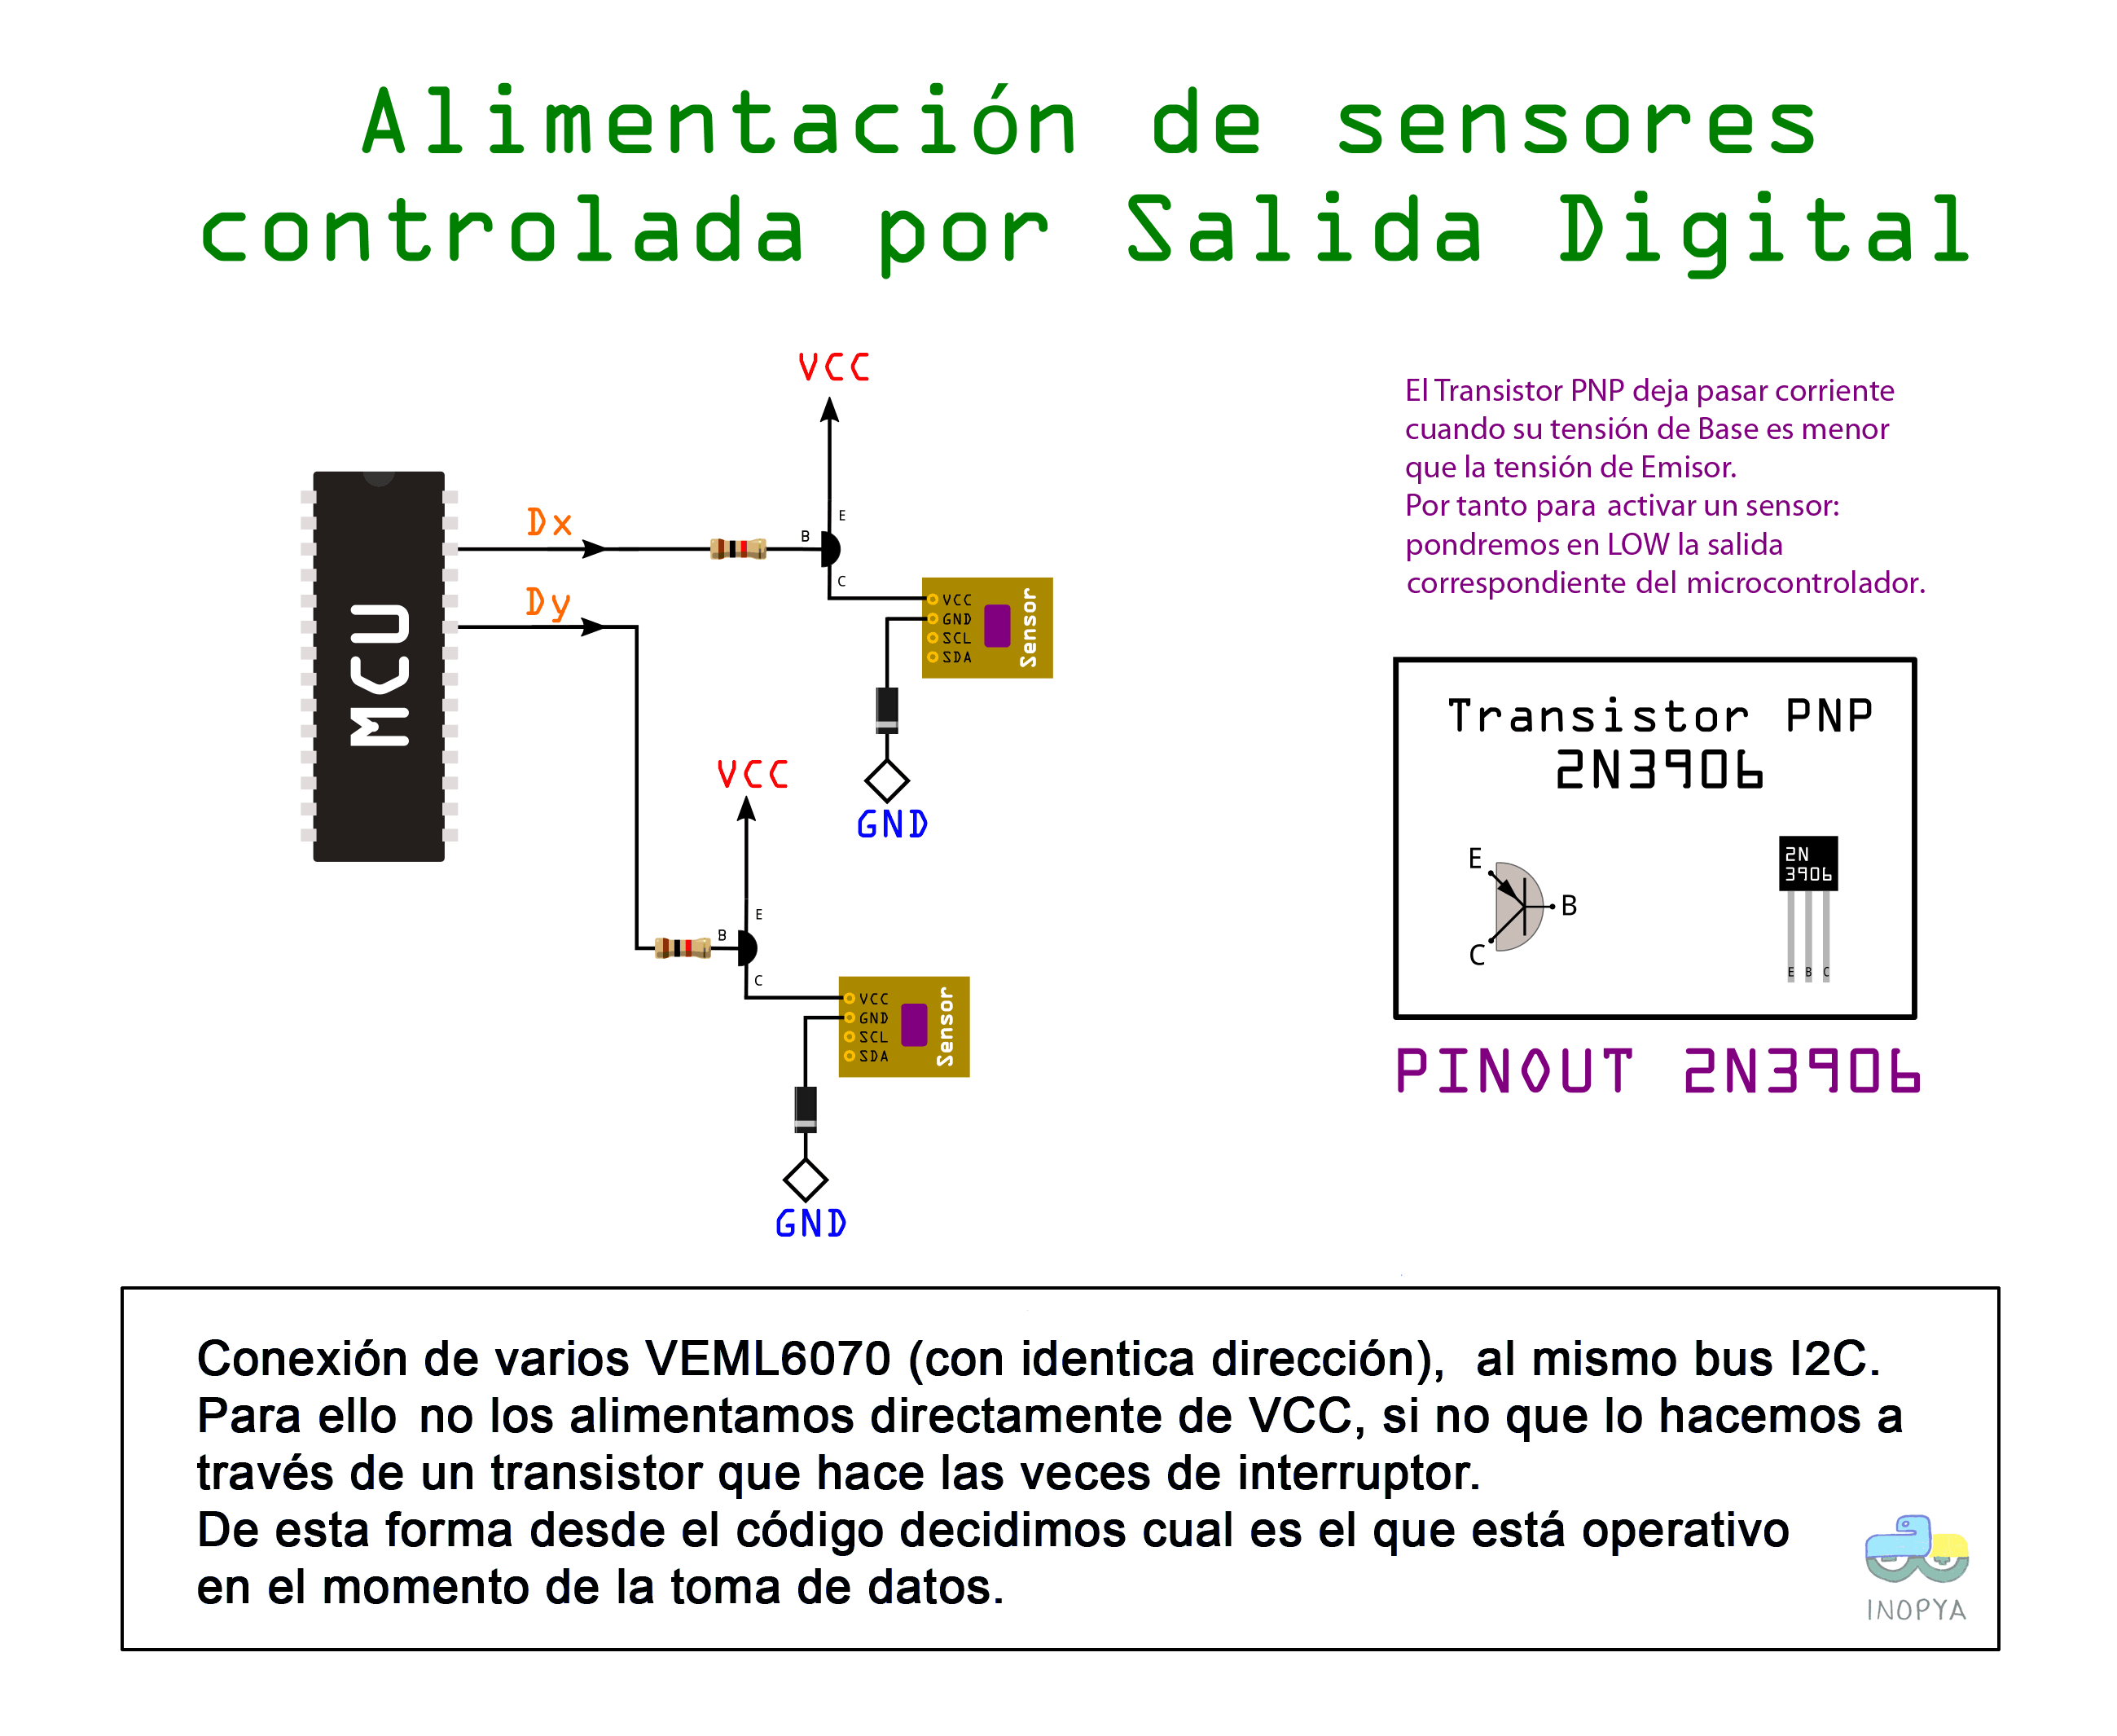 Alimentación de sensores
controlada por Salida Digital
VCC
El Transistor PNP deja pasar corriente
cuando su tensión de Base es menor
que la tensión de Emisor.
Por tanto para activar un sensor:
pondremos en LOW la salida
correspondiente del microcontrolador.
MCU
Dx
Dy
E
B
C
VCC
GND
SCL
SDA
Sensor
GND
VCC
E
B
C
VCC
GND
SCL
SDA
Sensor
GND
Transistor PNP
2N3906
E
B
C
2N
3906
E B C
PINOUT 2N3906
Conexión de varios VEML6070 (con identica dirección), al mismo bus I2C.
Para ello no los alimentamos directamente de VCC, si no que lo hacemos a
través de un transistor que hace las veces de interruptor.
De esta forma desde el código decidimos cual es el que está operativo
en el momento de la toma de datos.
INOPYA